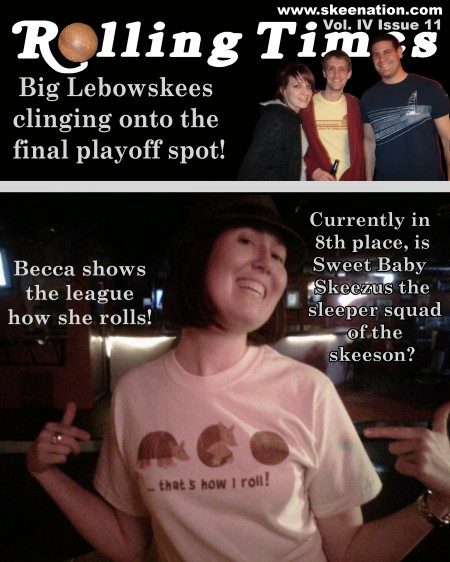 www.skeenation.com
Rolling Times
Vol. IV Issue 11
Big Lebowskees
clinging onto the
final playoff spot!
Currently in
8th place, is
Sweet Baby
Skeezus the
sleeper squad
of the
skeeson?
Becca shows
the league
how she rolls!
... that's how I roll!